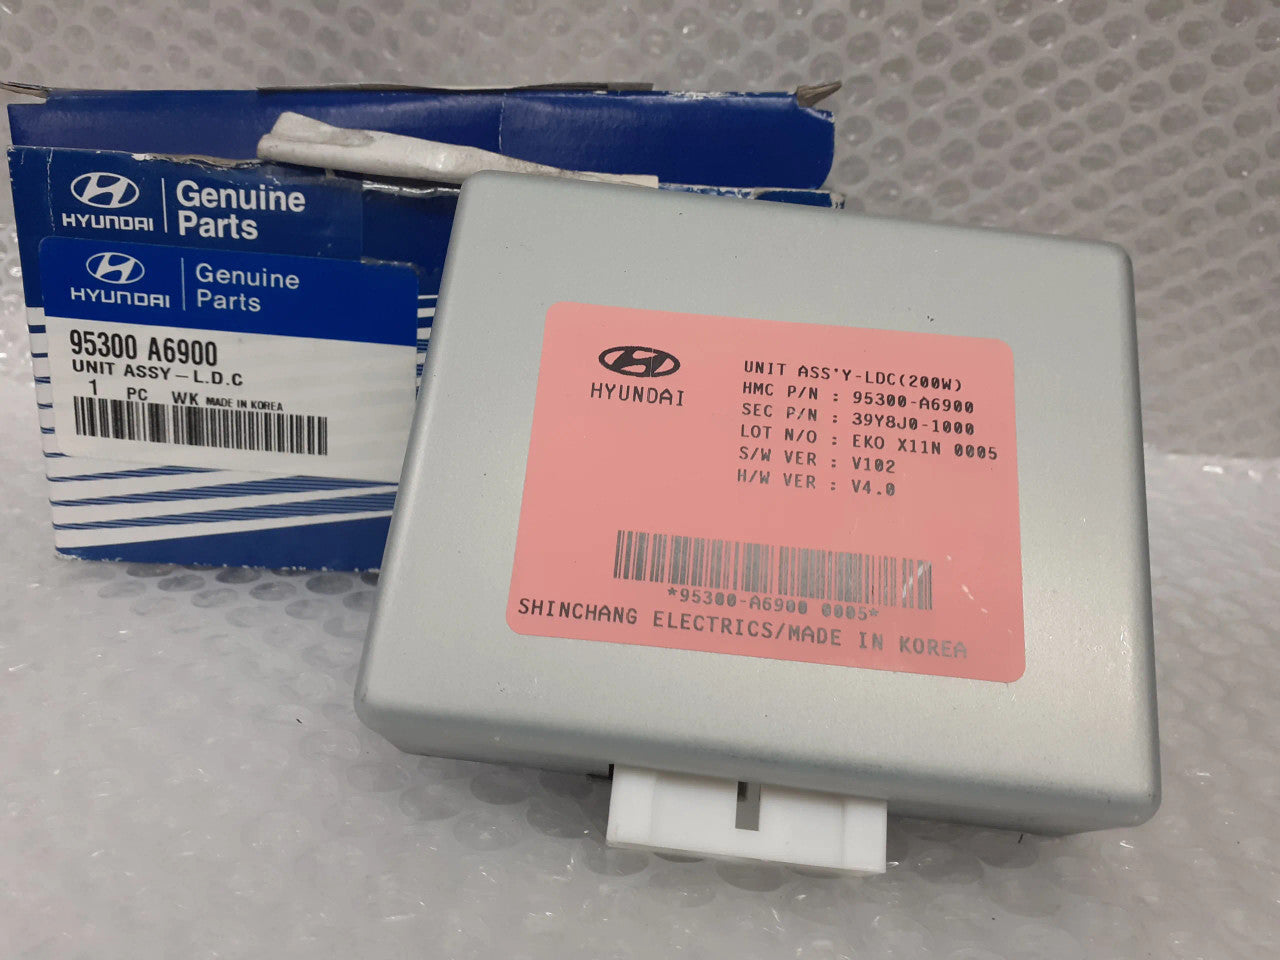 HYUNDAI
Genuine
Parts
HYUNDAI
Genuine
Parts
95300 A6900
UNIT ASSY-L.D.C
1 PC WK MADE IN KOREA
HYUNDAI
UNIT ASS'Y-LDC(200W)
HMC P/N : 95300-A6900
SEC P/N : 39Y8J0-1000
LOT N/O : EKO X11N 0005
S/W VER : V102
H/W VER : V4.0
*95300-A6900 0005*
SHINCHANG ELECTRICS/MADE IN KOREA